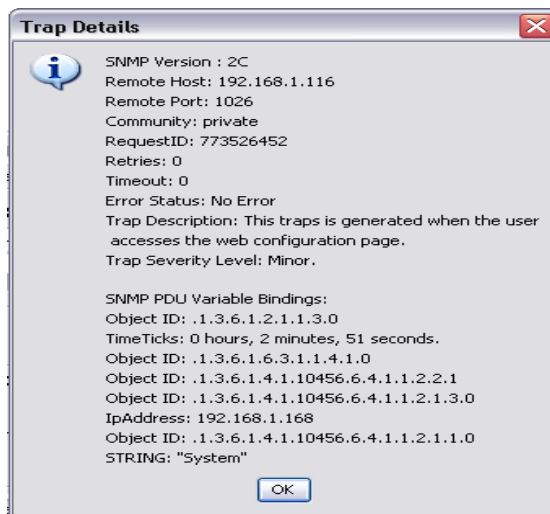 Trap Details
SNMP Version : 2C
Remote Host: 192.168.1.116
Remote Port: 1026
Community: private
RequestID: 773526452
Retries: 0
Timeout: 0
Error Status: No Error
Trap Description: This traps is generated when the user
accesses the web configuration page.
Trap Severity Level: Minor.
SNMP PDU Variable Bindings:
Object ID: .1.3.6.1.2.1.1.3.0
TimeTicks: 0 hours, 2 minutes, 51 seconds.
Object ID: .1.3.6.1.6.3.1.1.4.1.0
Object ID: .1.3.6.1.4.1.10456.6.4.1.1.2.2.1
Object ID: .1.3.6.1.4.1.10456.6.4.1.1.2.1.3.0
IpAddress: 192.168.1.168
Object ID: .1.3.6.1.4.1.10456.6.4.1.1.2.1.1.0
STRING: "System"
OK